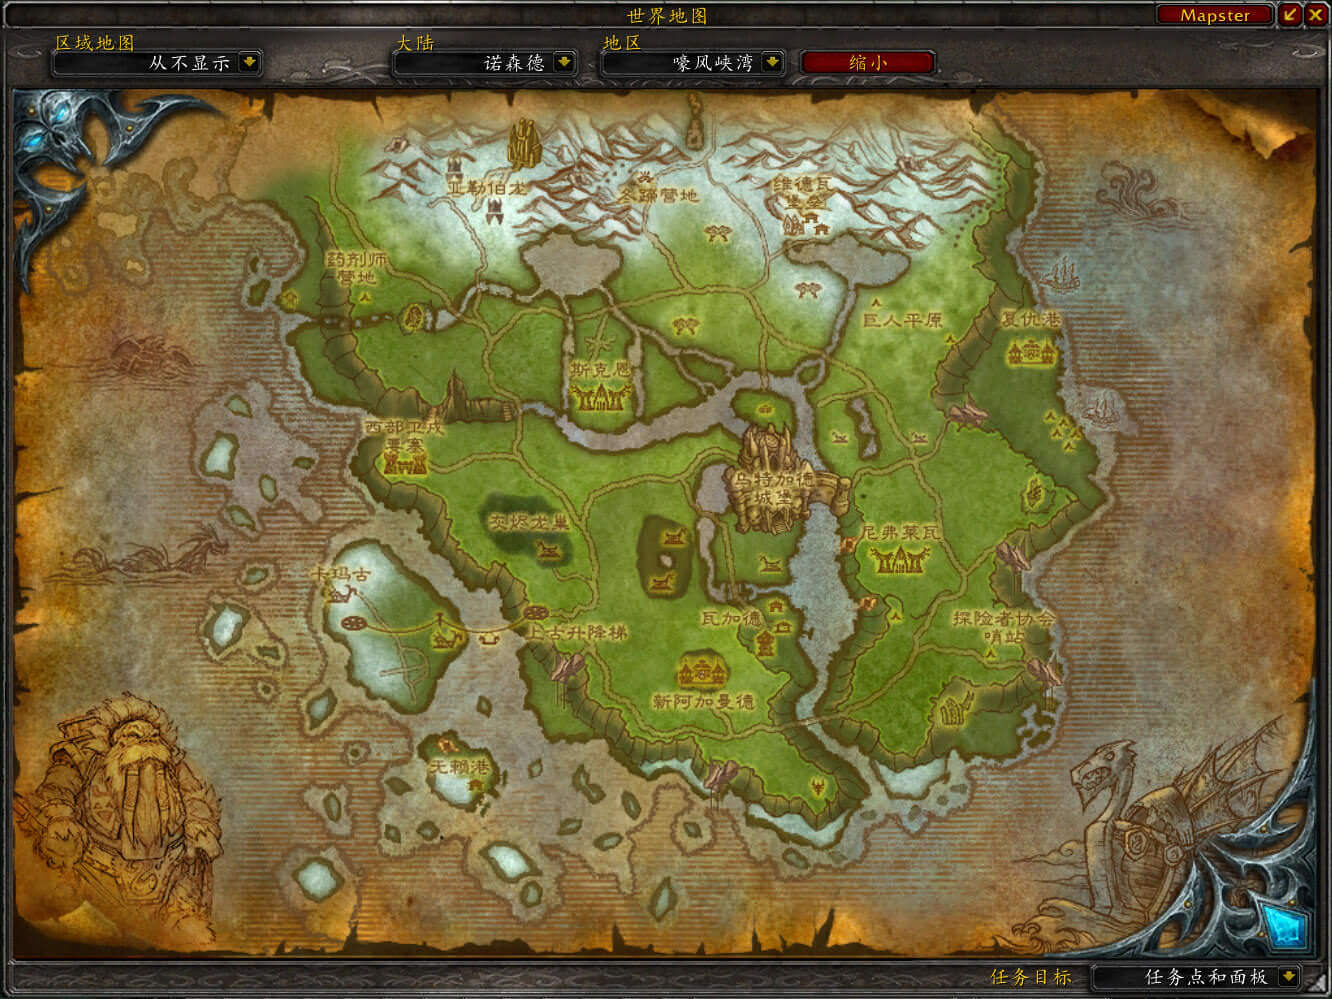 世界地图
Mapster
区域地图
大陆
地区
从不显示
诺森德
嚎风峡湾
缩小
亚勒伯龙
冬蹄营地
维德瓦
堡垒
药剂师
营地
巨人平原
复仇港
斯克恩
西部卫戍
要塞
乌特加德
城堡
灰烬龙巢
尼弗莱瓦
卡玛古
瓦加德
探险者协会
哨站
上古升降梯
新阿加曼德
无赖港
任务目标
任务点和面板